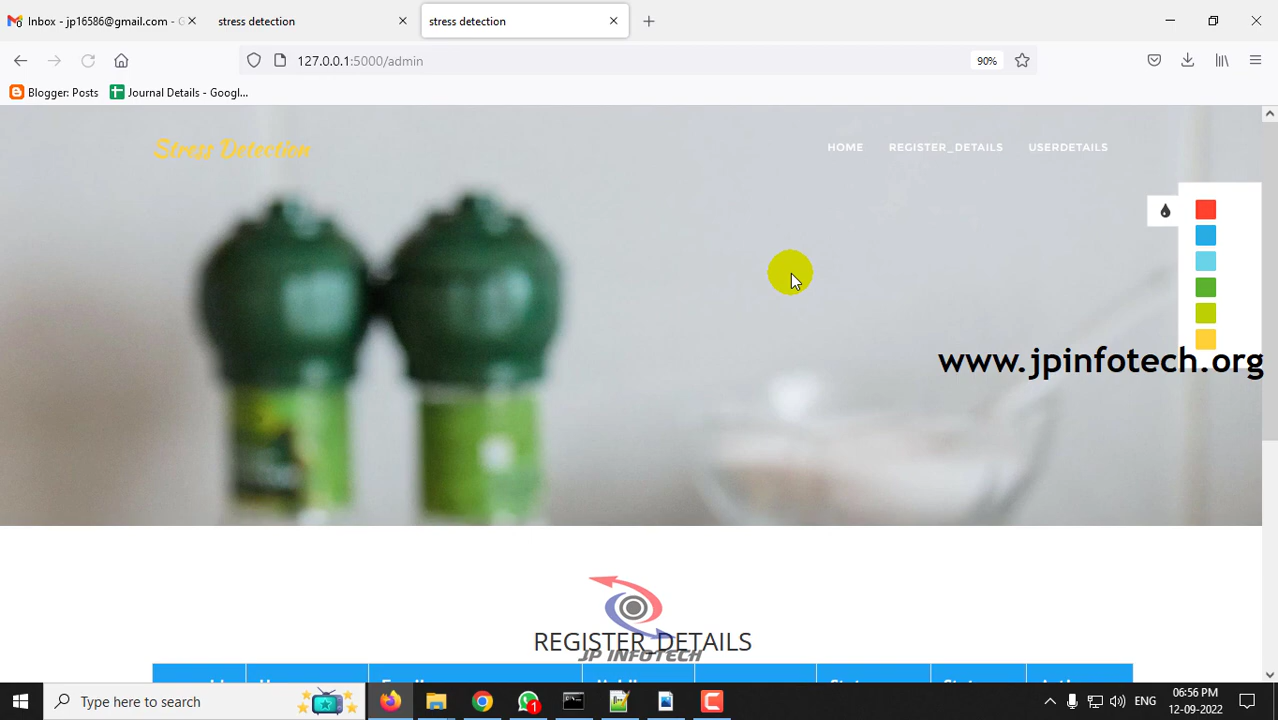 Inbox - jp16586@gmail.com - G
stress detection
stress detection
127.0.0.1:5000/admin
90%
Blogger: Posts
Journal Details - Googl...
Stress Detection
HOME
REGISTER_DETAILS
USERDETAILS
www.jpinfotech.org
REGISTER_DETAILS
JP INFOTECH
Type here to search
1
ENG
06:56 PM
12-09-2022